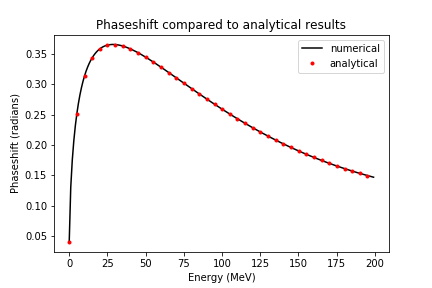 Phaseshift compared to analytical results
numerical
analytical
Phaseshift (radians)
0.35
0.30
0.25
0.20
0.15
0.10
0.05
0 25 50 75 100 125 150 175 200
Energy (MeV)